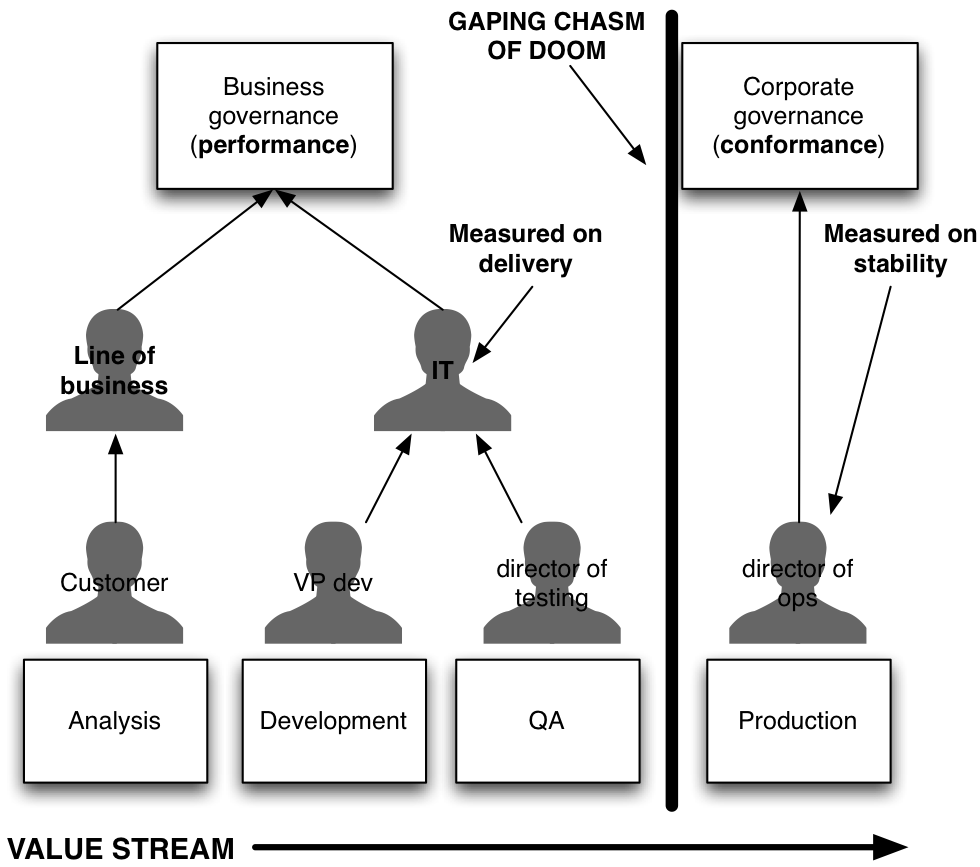 GAPING CHASM
OF DOOM
Business
governance
(performance)
Corporate
governance
(conformance)
Measured on
delivery
Measured on
stability
Line of
business
IT
Customer
VP dev
director of
testing
director of
ops
Analysis
Development
QA
Production
VALUE STREAM